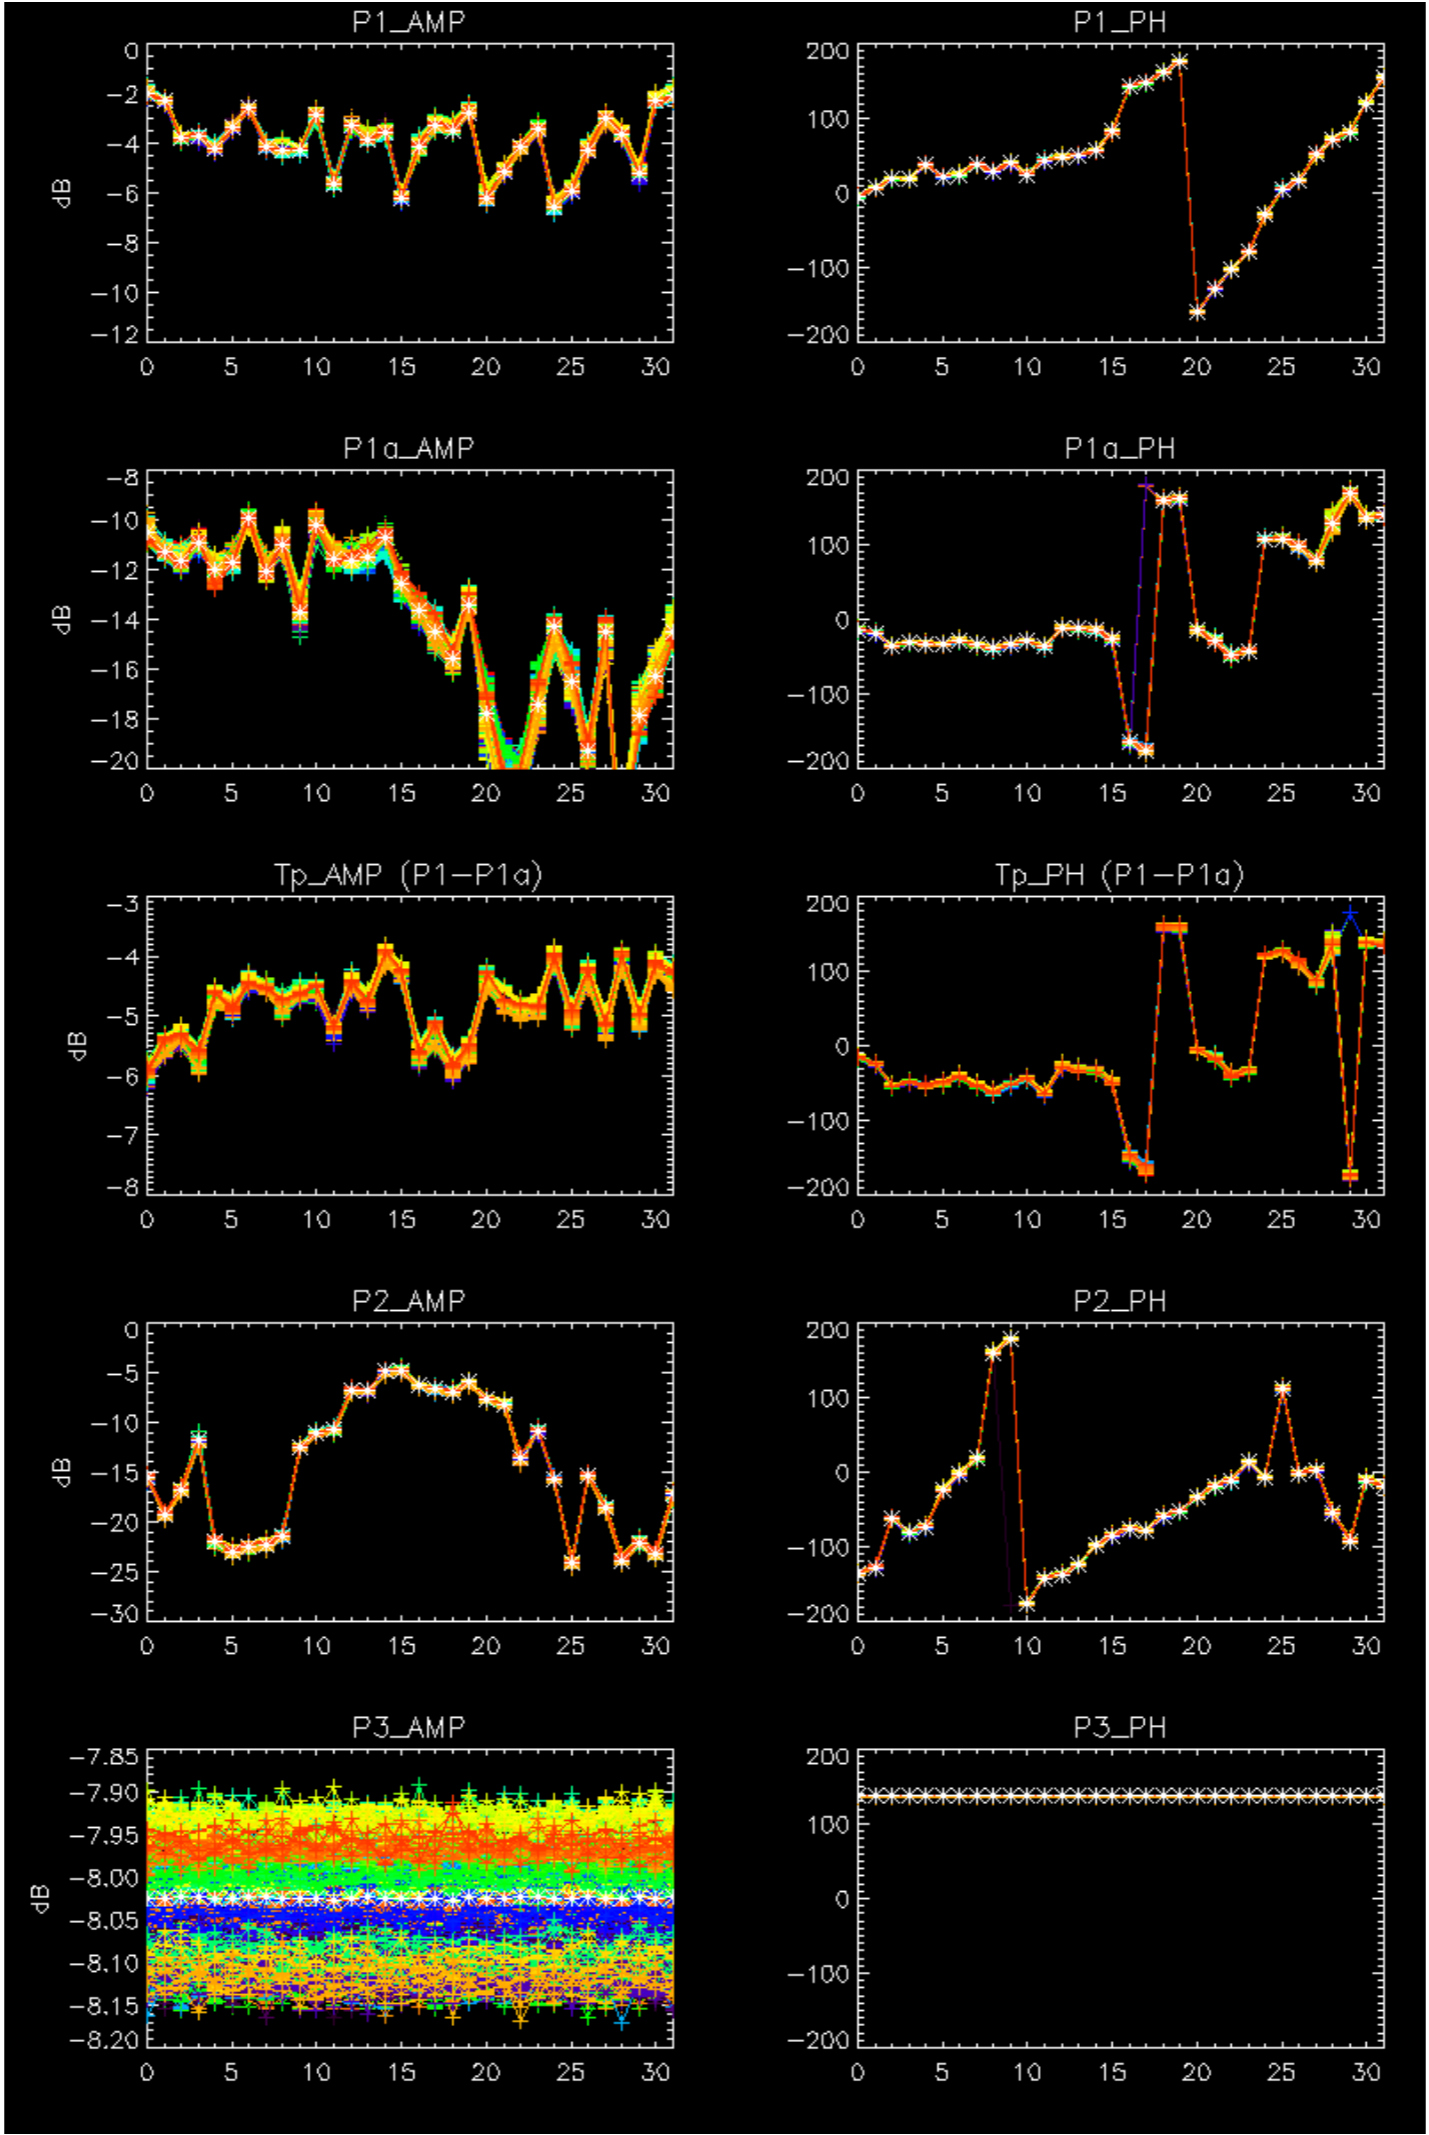 P1_AMP P1_PH
0 200
−2
−4 100
dB
−6 0
−8
−10 −100
−12 −200
0 5 10 15 20 25 30 0 5 10 15 20 25 30
P1a_AMP P1a_PH
−8 200
−10
−12 100
dB
−14 0
−16
−18 −100
−20 −200
0 5 10 15 20 25 30 0 5 10 15 20 25 30
Tp_AMP (P1−P1a) Tp_PH (P1−P1a)
−3 200
−4 100
−5 0
dB
−6
−7 −100
−8 −200
0 5 10 15 20 25 30 0 5 10 15 20 25 30
P2_AMP P2_PH
0 200
−5
−10 100
dB
−15 0
−20
−25 −100
−30 −200
0 5 10 15 20 25 30 0 5 10 15 20 25 30
P3_AMP P3_PH
−7.85 200
−7.90
−7.95 100
−8.00
dB 0
−8.05
−8.10 −100
−8.15
−8.20 −200
0 5 10 15 20 25 30 0 5 10 15 20 25 30